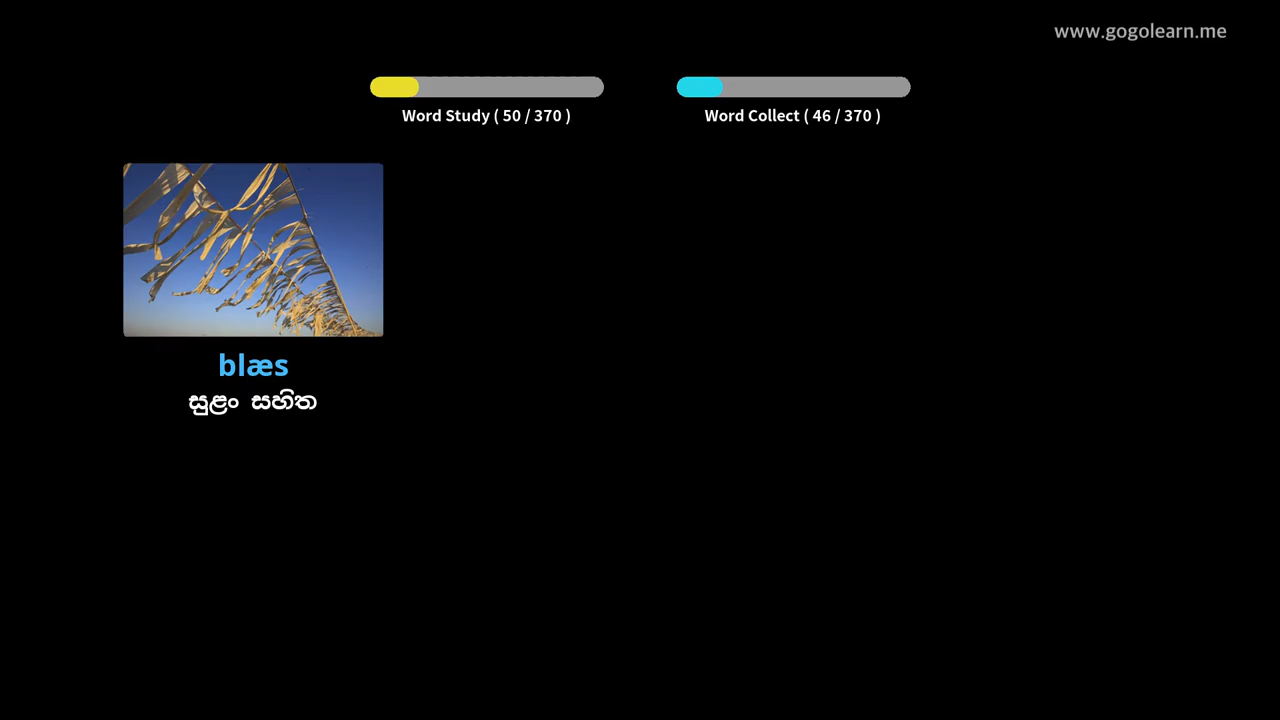 www.gogolearn.me
Word Study ( 50 / 370 )
Word Collect ( 46 / 370 )
blæs
සුළං සහිත